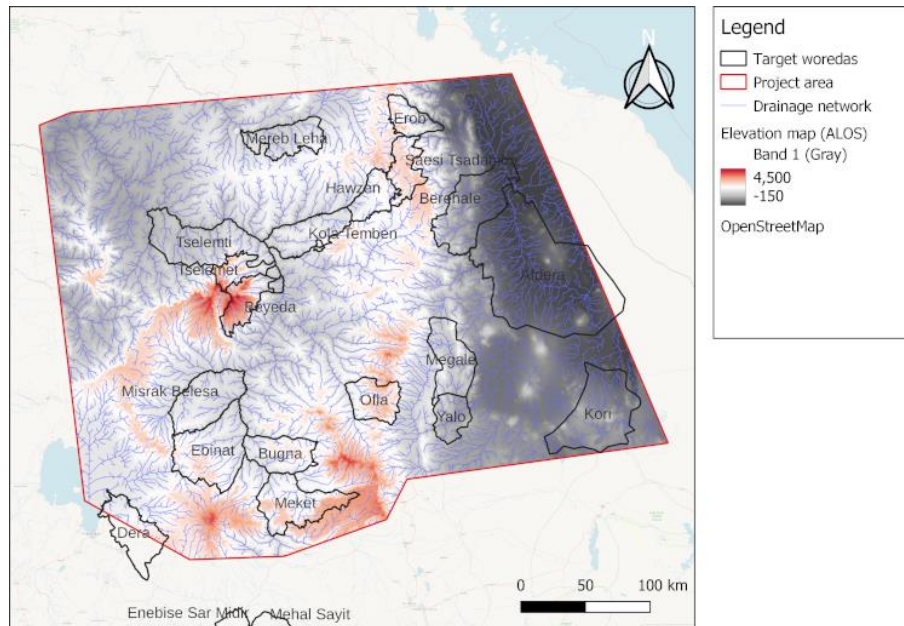 N
Erob
Mereb Leha
Saesi Tsada
Hawzen
Berehale
Kola Temben
Tselemti
Tselemet
Afdera
Beyeda
Megale
Misrak Belesa
Ofla
Yalo
Kori
Ebinat
Bugna
Meket
Dera
0 50 100 km
Enebise Sar Midir
Mehal Sayit
Legend
Target woredas
Project area
Drainage network
Elevation map (ALOS)
Band 1 (Gray)
4,500
-150
OpenStreetMap